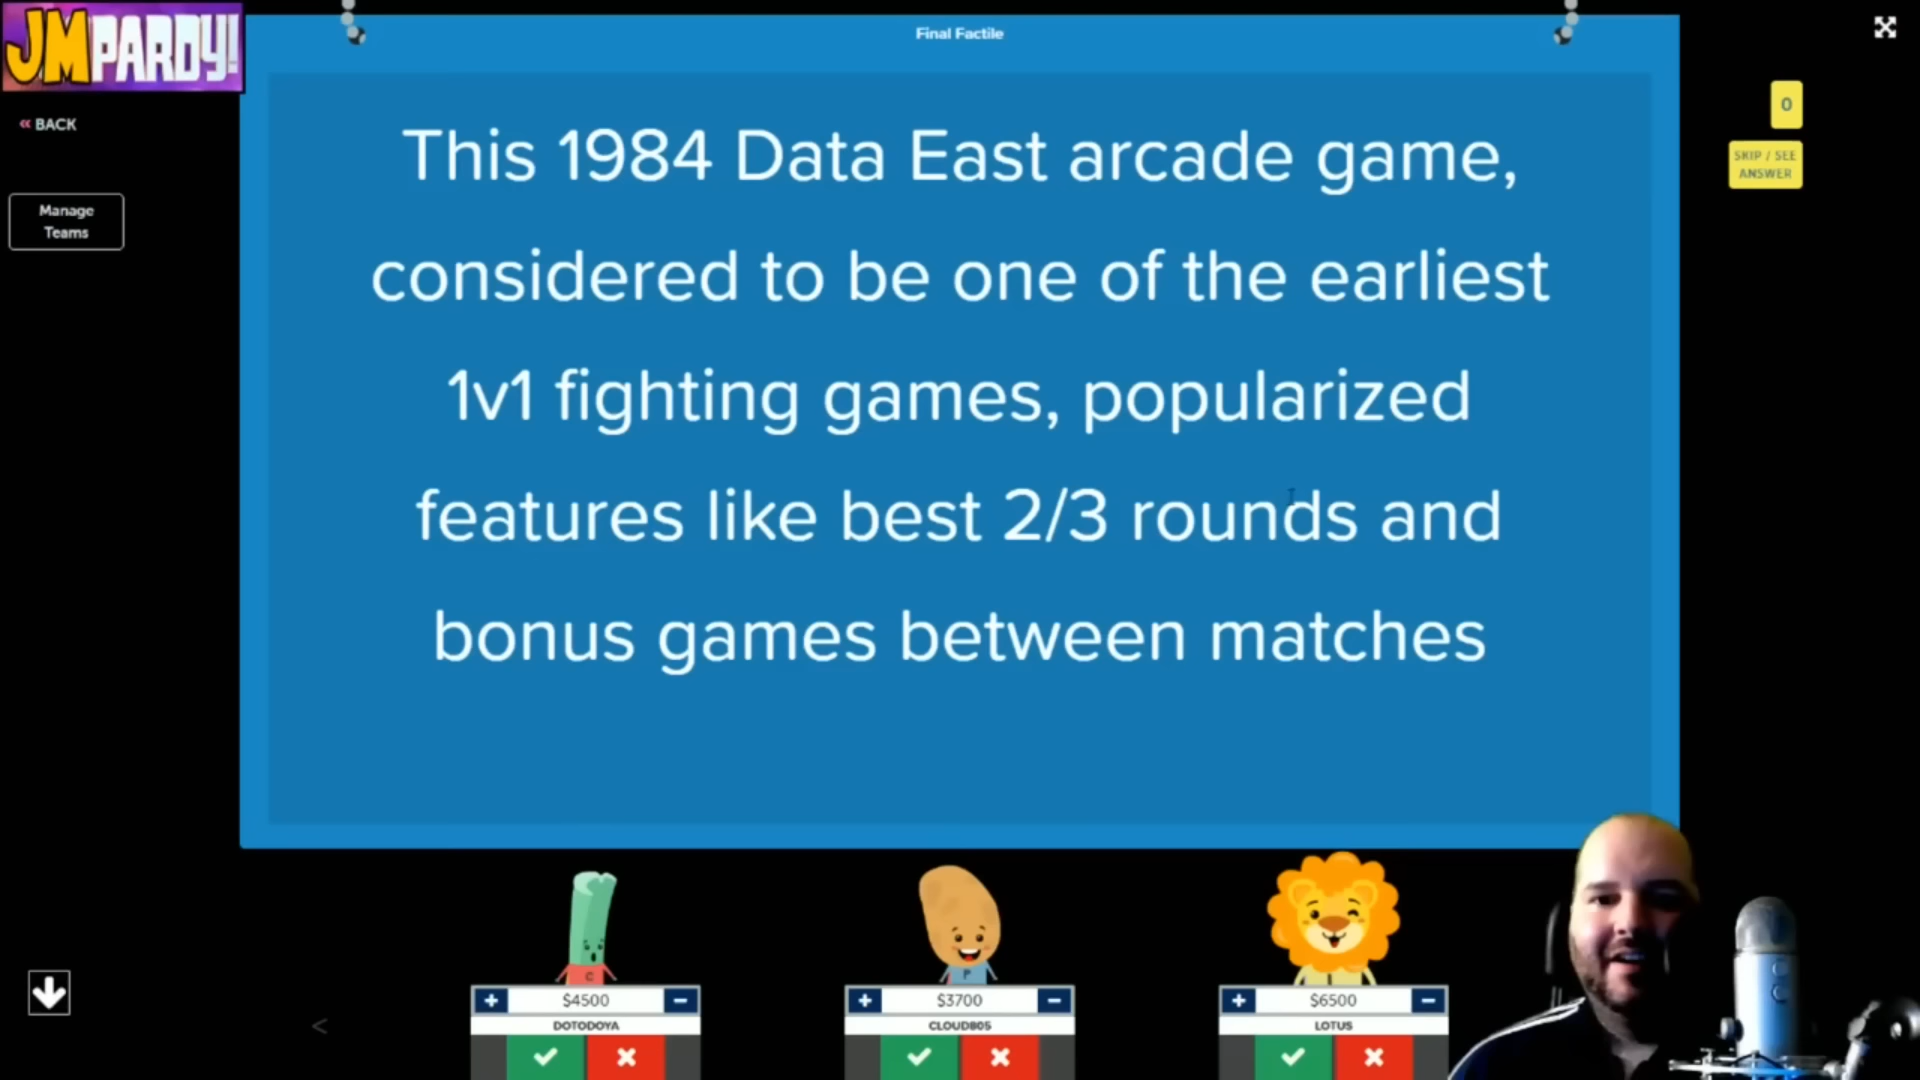 JMPARDY!
Final Factile
« BACK
0
SKIP / SEE
ANSWER
Manage
Teams
This 1984 Data East arcade game,
considered to be one of the earliest
1v1 fighting games, popularized
features like best 2/3 rounds and
bonus games between matches
C
P
+ $4500 −
+ $3700 −
+ $6500 −
DOTODOYA
CLOUD805
LOTUS